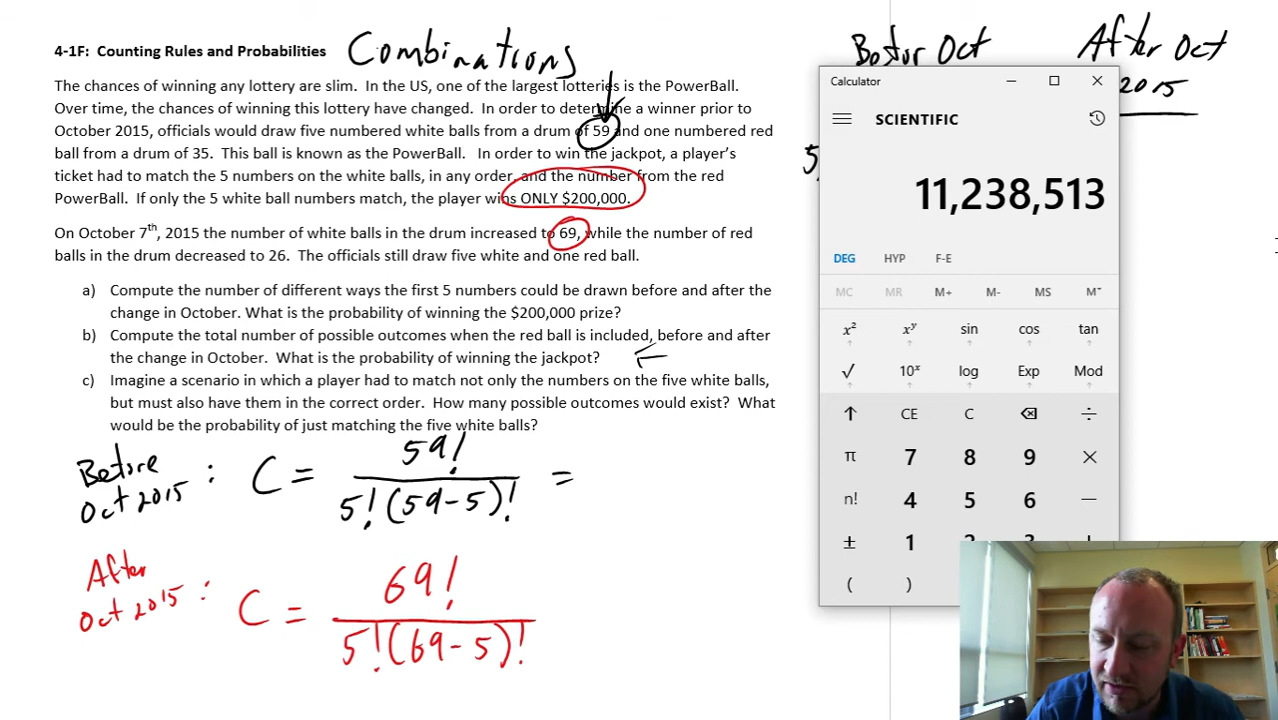 4-1F: Counting Rules and Probabilities
Combinations
The chances of winning any lottery are slim. In the US, one of the largest lotteries is the PowerBall.
Over time, the chances of winning this lottery have changed. In order to determine a winner prior to
October 2015, officials would draw five numbered white balls from a drum of 59 and one numbered red
ball from a drum of 35. This ball is known as the PowerBall. In order to win the jackpot, a player's
ticket had to match the 5 numbers on the white balls, in any order, and the number from the red
PowerBall. If only the 5 white ball numbers match, the player wins ONLY $200,000.
On October 7th, 2015 the number of white balls in the drum increased to 69, while the number of red
balls in the drum decreased to 26. The officials still draw five white and one red ball.
a) Compute the number of different ways the first 5 numbers could be drawn before and after the
change in October. What is the probability of winning the $200,000 prize?
b) Compute the total number of possible outcomes when the red ball is included, before and after
the change in October. What is the probability of winning the jackpot?
c) Imagine a scenario in which a player had to match not only the numbers on the five white balls,
but must also have them in the correct order. How many possible outcomes would exist? What
would be the probability of just matching the five white balls?
Before
Oct 2015 : C = 59! / 5!(59-5)! =
After
Oct 2015 : C = 69! / 5!(69-5)!
Oct
After Oct
2015
5
Calculator
SCIENTIFIC
11,238,513
DEG HYP F-E
MC MR M+ M- MS M˅
x² xʸ sin cos tan
√ 10ˣ log Exp Mod
↑ CE C ⌫ ÷
π 7 8 9 ×
n! 4 5 6 −
± 1
( )